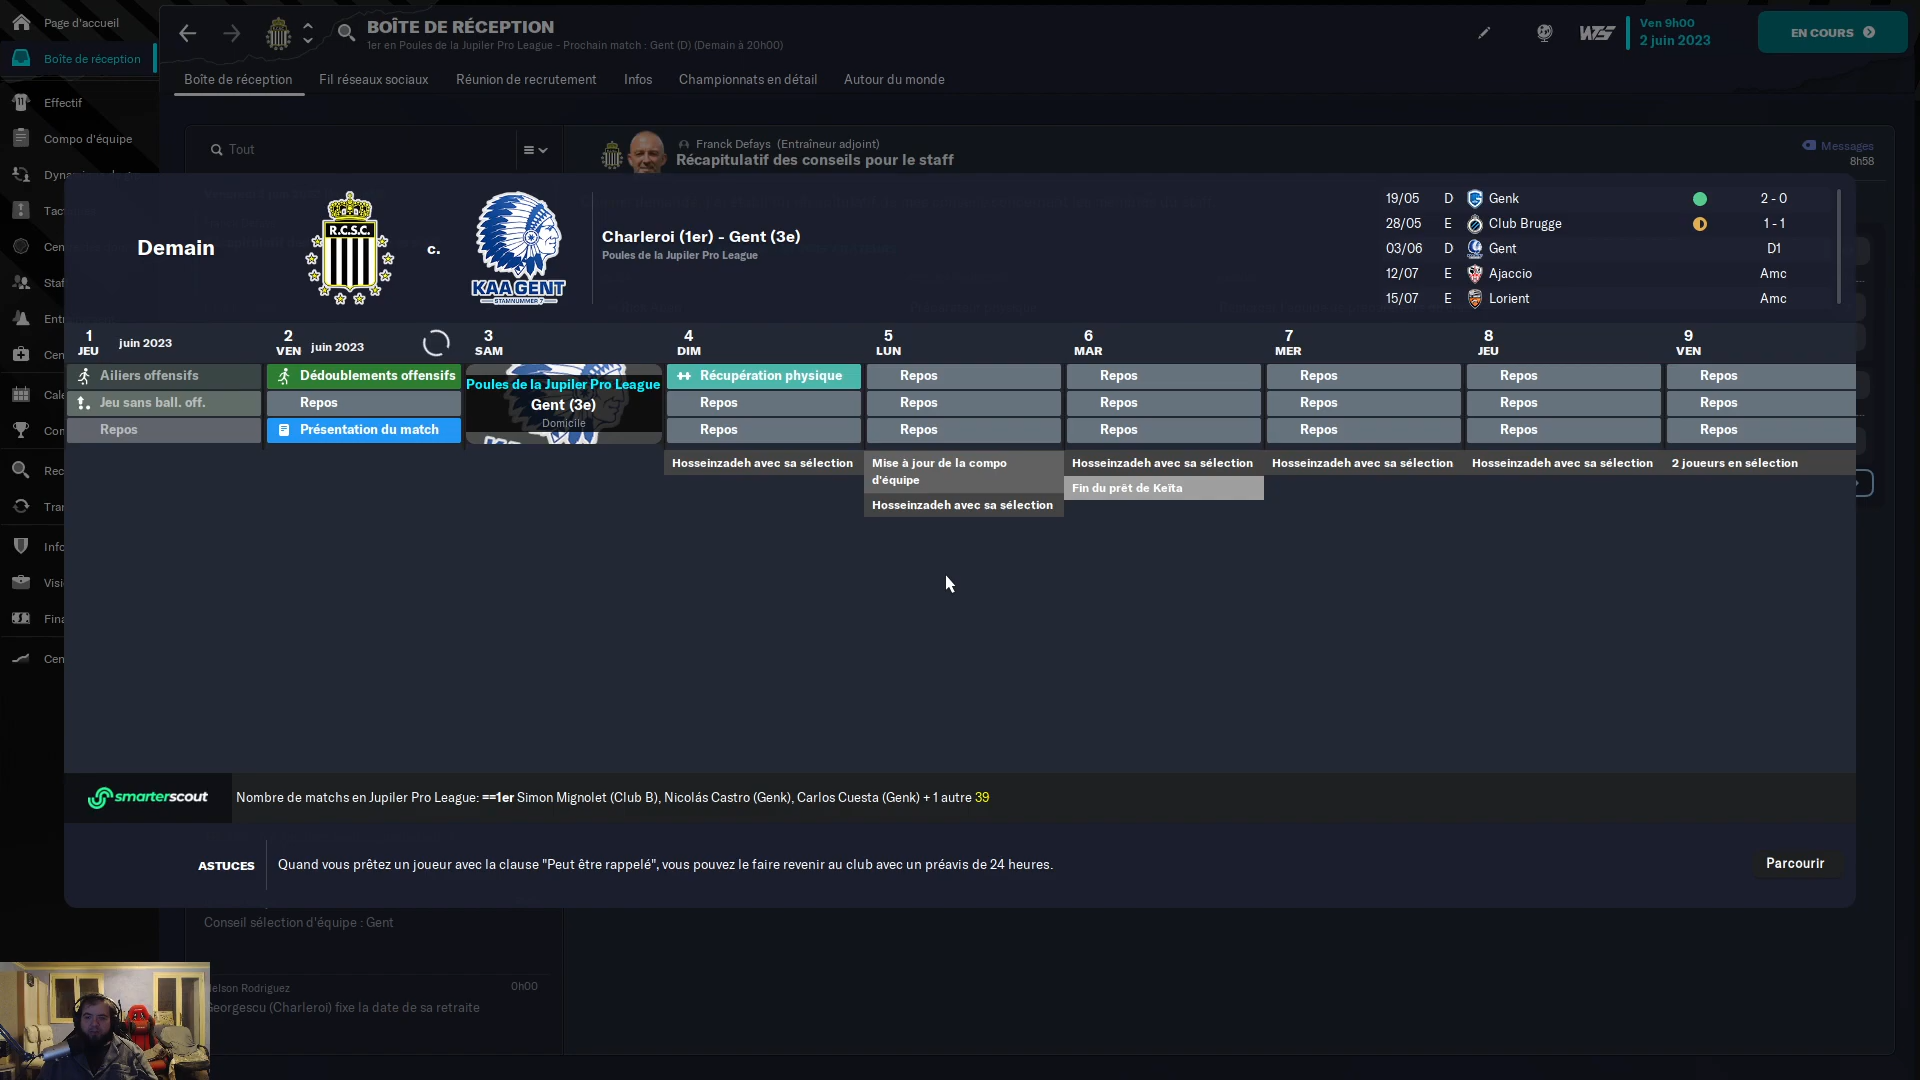 Page d'accueil
Boîte de réception
Effectif
Compo d'équipe
BOÎTE DE RÉCEPTION
1er en Poules de la Jupiler Pro League - Prochain match : Gent (D) (Demain à 20h00)
Ven 9h00
2 juin 2023
EN COURS
Boîte de réception
Fil réseaux sociaux
Réunion de recrutement
Infos
Championnats en détail
Autour du monde
Tout
Franck Defays (Entraîneur adjoint)
Récapitulatif des conseils pour le staff
Messages
8h58
Demain
R.C.S.C.
c.
KAA GENT
STAMNUMMER 7
Charleroi (1er) - Gent (3e)
Poules de la Jupiler Pro League
19/05 D Genk 2 - 0
28/05 E Club Brugge 1 - 1
03/06 D Gent D1
12/07 E Ajaccio Amc
15/07 E Lorient Amc
1 JEU juin 2023
2 VEN juin 2023
3 SAM
4 DIM
5 LUN
6 MAR
7 MER
8 JEU
9 VEN
Ailiers offensifs
Jeu sans ball. off.
Repos
Dédoublements offensifs
Repos
Présentation du match
Poules de la Jupiler Pro League
Gent (3e)
Domicile
Récupération physique
Repos
Repos
Hosseinzadeh avec sa sélection
Repos
Repos
Repos
Mise à jour de la compo
d'équipe
Hosseinzadeh avec sa sélection
Repos
Repos
Repos
Hosseinzadeh avec sa sélection
Fin du prêt de Keïta
Repos
Repos
Repos
Hosseinzadeh avec sa sélection
Repos
Repos
Repos
Hosseinzadeh avec sa sélection
Repos
Repos
Repos
2 joueurs en sélection
smarterscout
Nombre de matchs en Jupiler Pro League: ==1er Simon Mignolet (Club B), Nicolás Castro (Genk), Carlos Cuesta (Genk) + 1 autre 39
ASTUCES
Quand vous prêtez un joueur avec la clause "Peut être rappelé", vous pouvez le faire revenir au club avec un préavis de 24 heures.
Parcourir
Conseil sélection d'équipe : Gent
Nelson Rodriguez
0h00
Georgescu (Charleroi) fixe la date de sa retraite